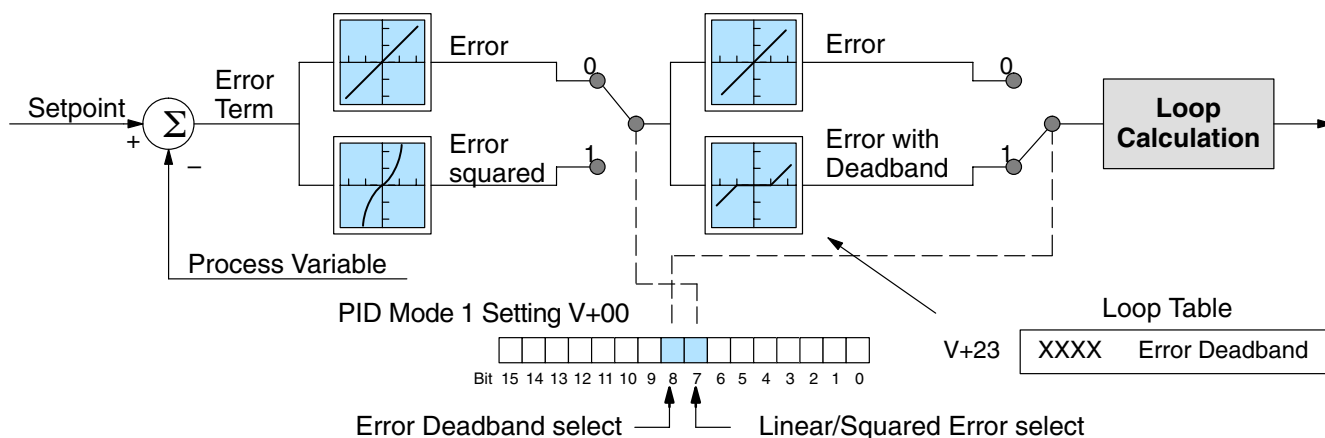 Setpoint
+
−
Σ
Error
Term
Process Variable
Error
0
Error
squared
1
Error
0
Error with
Deadband
1
Loop
Calculation
PID Mode 1 Setting V+00
Bit 15 14 13 12 11 10 9 8 7 6 5 4 3 2 1 0
Error Deadband select
Linear/Squared Error select
Loop Table
V+23 XXXX Error Deadband